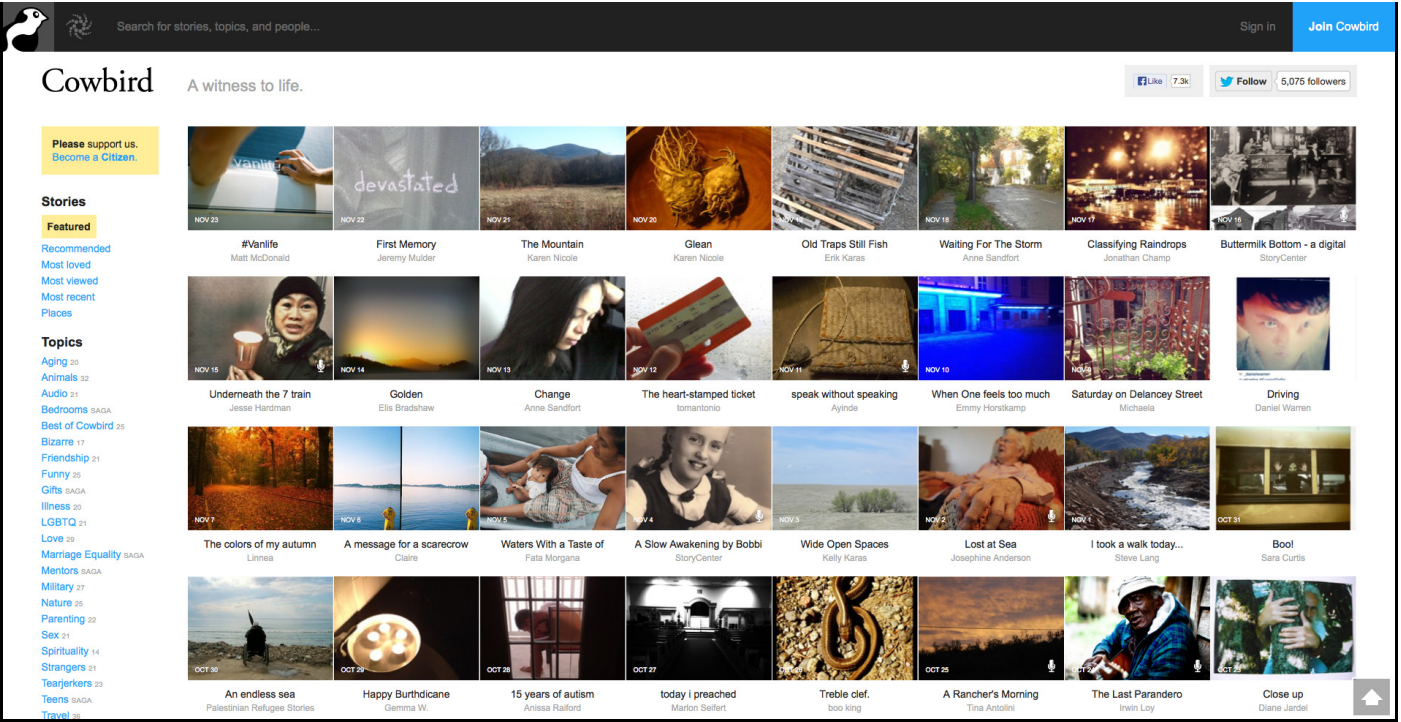 Search for stories, topics, and people...
Sign in
Join Cowbird
Cowbird
A witness to life.
Like 7.3k
Follow 5,075 followers
Please support us.
Become a Citizen.
Stories
Featured
Recommended
Most loved
Most viewed
Most recent
Places
Topics
Aging 20
Animals 32
Audio 21
Bedrooms SAGA
Best of Cowbird 25
Bizarre 17
Friendship 21
Funny 25
Gifts SAGA
Illness 20
LGBTQ 21
Love 29
Marriage Equality SAGA
Mentors SAGA
Military 27
Nature 25
Parenting 22
Sex 21
Spirituality 14
Strangers 21
Tearjerkers 23
Teens SAGA
Travel 36
vanlife
devastated
NOV 23 NOV 22 NOV 21 NOV 20 NOV 18 NOV 17 NOV 16
#Vanlife First Memory The Mountain Glean Old Traps Still Fish Waiting For The Storm Classifying Raindrops Buttermilk Bottom - a digital
Matt McDonald Jeremy Mulder Karen Nicole Karen Nicole Erik Karas Anne Sandfort Jonathan Champ StoryCenter
NOV 15 NOV 14 NOV 13 NOV 12 NOV 11 NOV 10 NOV 9
Underneath the 7 train Golden Change The heart-stamped ticket speak without speaking When One feels too much Saturday on Delancey Street Driving
Jesse Hardman Elis Bradshaw Anne Sandfort tomantonio Ayinde Emmy Horstkamp Michaela Daniel Warren
NOV 7 NOV 6 NOV 5 NOV 4 NOV 3 NOV 2 NOV 1 OCT 31
The colors of my autumn A message for a scarecrow Waters With a Taste of A Slow Awakening by Bobbi Wide Open Spaces Lost at Sea I took a walk today... Boo!
Linnea Claire Fata Morgana StoryCenter Kelly Karas Josephine Anderson Steve Lang Sara Curtis
OCT 30 OCT 29 OCT 28 OCT 27 OCT 25
An endless sea Happy Burthdicane 15 years of autism today i preached Treble clef. A Rancher's Morning The Last Parandero Close up
Palestinian Refugee Stories Gemma W. Anissa Raiford Marlon Seifert boo king Tina Antolini Irwin Loy Diane Jardel